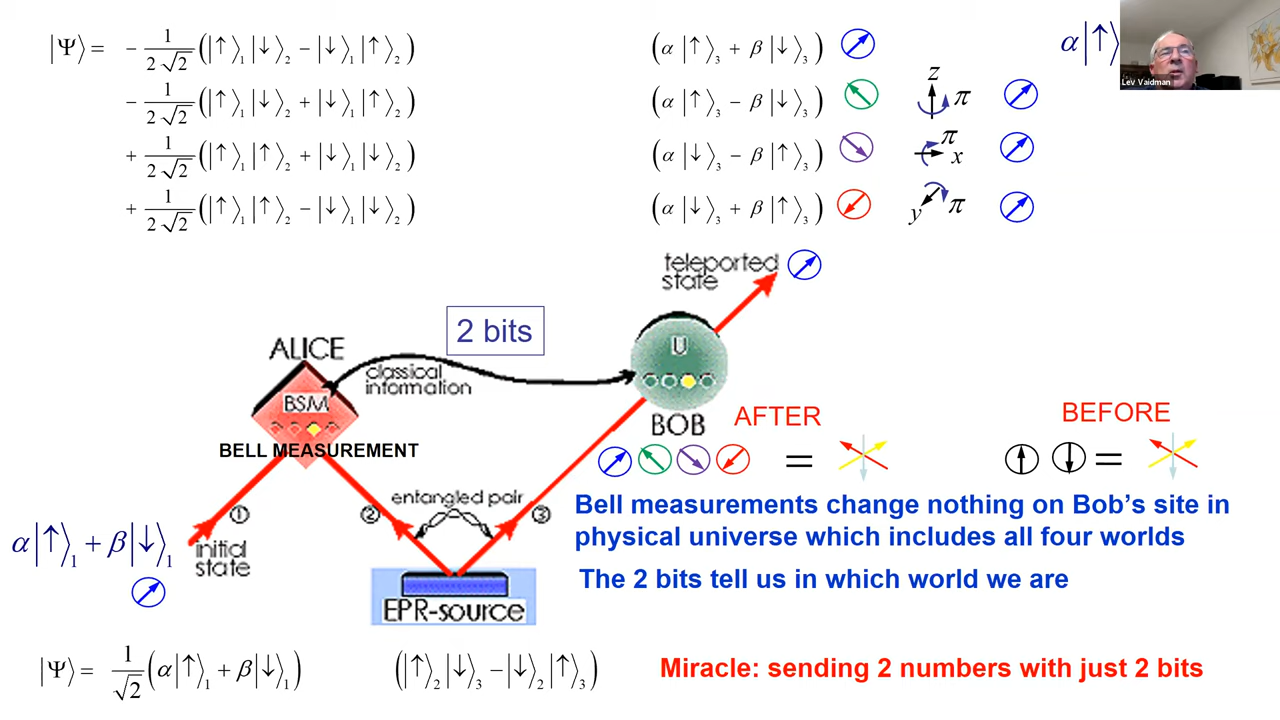 |Ψ⟩ = − 1/(2√2) (|↑⟩₁|↓⟩₂ − |↓⟩₁|↑⟩₂) (α|↑⟩₃ + β|↓⟩₃)
− 1/(2√2) (|↑⟩₁|↓⟩₂ + |↓⟩₁|↑⟩₂) (α|↑⟩₃ − β|↓⟩₃) z π
+ 1/(2√2) (|↑⟩₁|↑⟩₂ + |↓⟩₁|↓⟩₂) (α|↓⟩₃ − β|↑⟩₃) π x
+ 1/(2√2) (|↑⟩₁|↑⟩₂ − |↓⟩₁|↓⟩₂) (α|↓⟩₃ + β|↑⟩₃) y π
α|↑⟩
Lev Vaidman
teleported
state
2 bits
ALICE
classical
information
U
BSM
BOB
AFTER
BEFORE
BELL MEASUREMENT
=
=
entangled pair
① ② ③
Bell measurements change nothing on Bob's site in
physical universe which includes all four worlds
α|↑⟩₁ + β|↓⟩₁
initial
state
The 2 bits tell us in which world we are
EPR-source
|Ψ⟩ = 1/√2 (α|↑⟩₁ + β|↓⟩₁) (|↑⟩₂|↓⟩₃ − |↓⟩₂|↑⟩₃)
Miracle: sending 2 numbers with just 2 bits